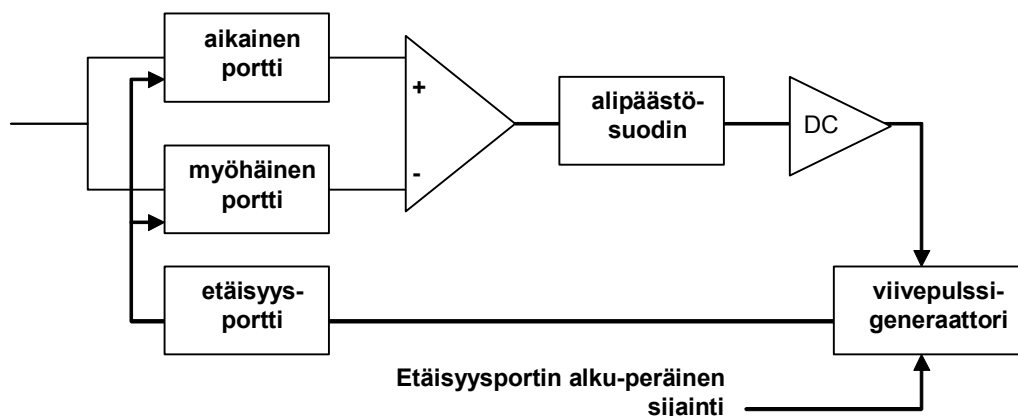 aikainen
portti
+
alipäästö-
suodin
DC
-
myöhäinen
portti
etäisyys-
portti
viivepulssi-
generaattori
Etäisyysportin alku-peräinen
sijainti